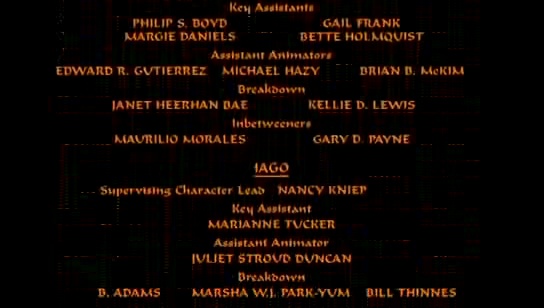 Key Assistants
PHILIP S. BOYD GAIL FRANK
MARGIE DANIELS BETTE HOLMQUIST
Assistant Animators
EDWARD R. GUTIERREZ MICHAEL HAZY BRIAN B. McKIM
Breakdown
JANET HEERHAN BAE KELLIE D. LEWIS
Inbetweeners
MAURILIO MORALES GARY D. PAYNE
IAGO
Supervising Character Lead NANCY KNIEP
Key Assistant
MARIANNE TUCKER
Assistant Animator
JULIET STROUD DUNCAN
Breakdown
B. ADAMS MARSHA W.J. PARK-YUM BILL THINNES